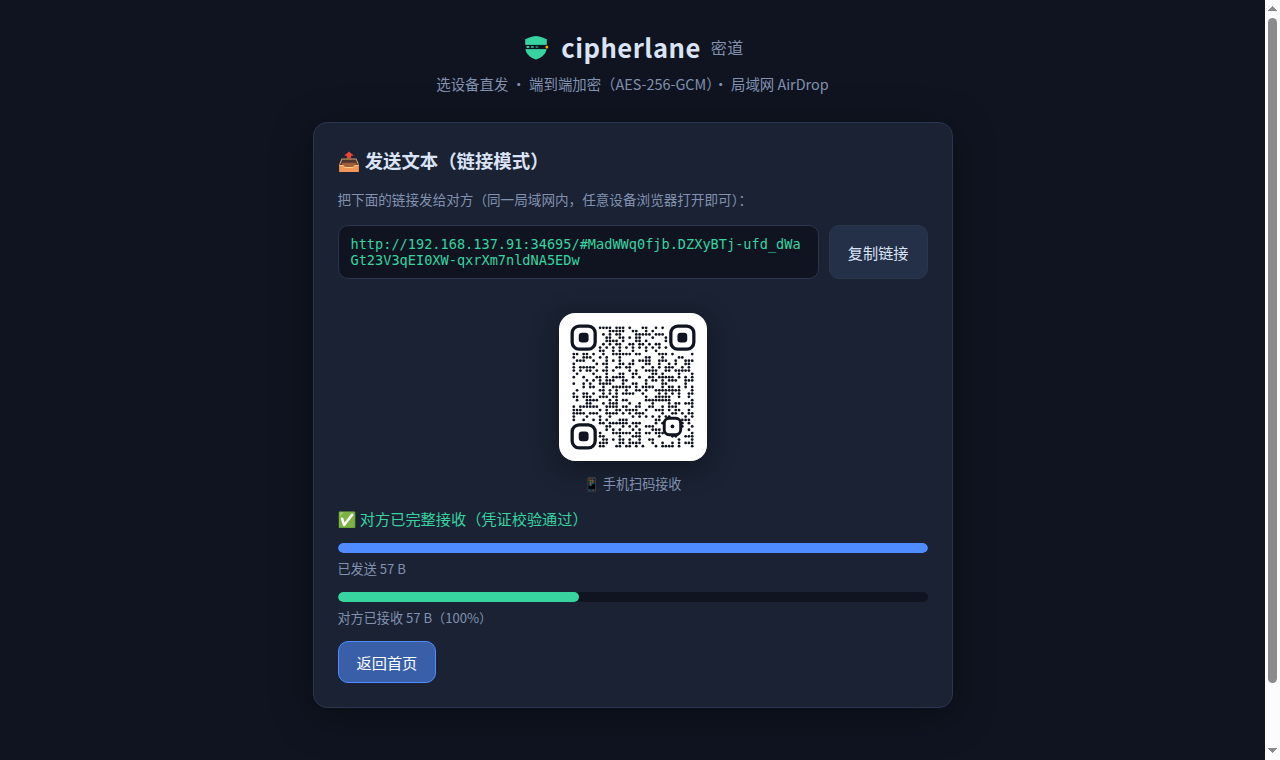 cipherlane 密道
选设备直发 · 端到端加密（AES-256-GCM）· 局域网 AirDrop
📤 发送文本（链接模式）
把下面的链接发给对方（同一局域网内，任意设备浏览器打开即可）：
http://192.168.137.91:34695/#MadWWq0fjb.DZXyBTj-ufd_dWa
Gt23V3qEI0XW-qxrXm7nldNA5EDw
复制链接
📱 手机扫码接收
✅ 对方已完整接收（凭证校验通过）
已发送 57 B
对方已接收 57 B（100%）
返回首页